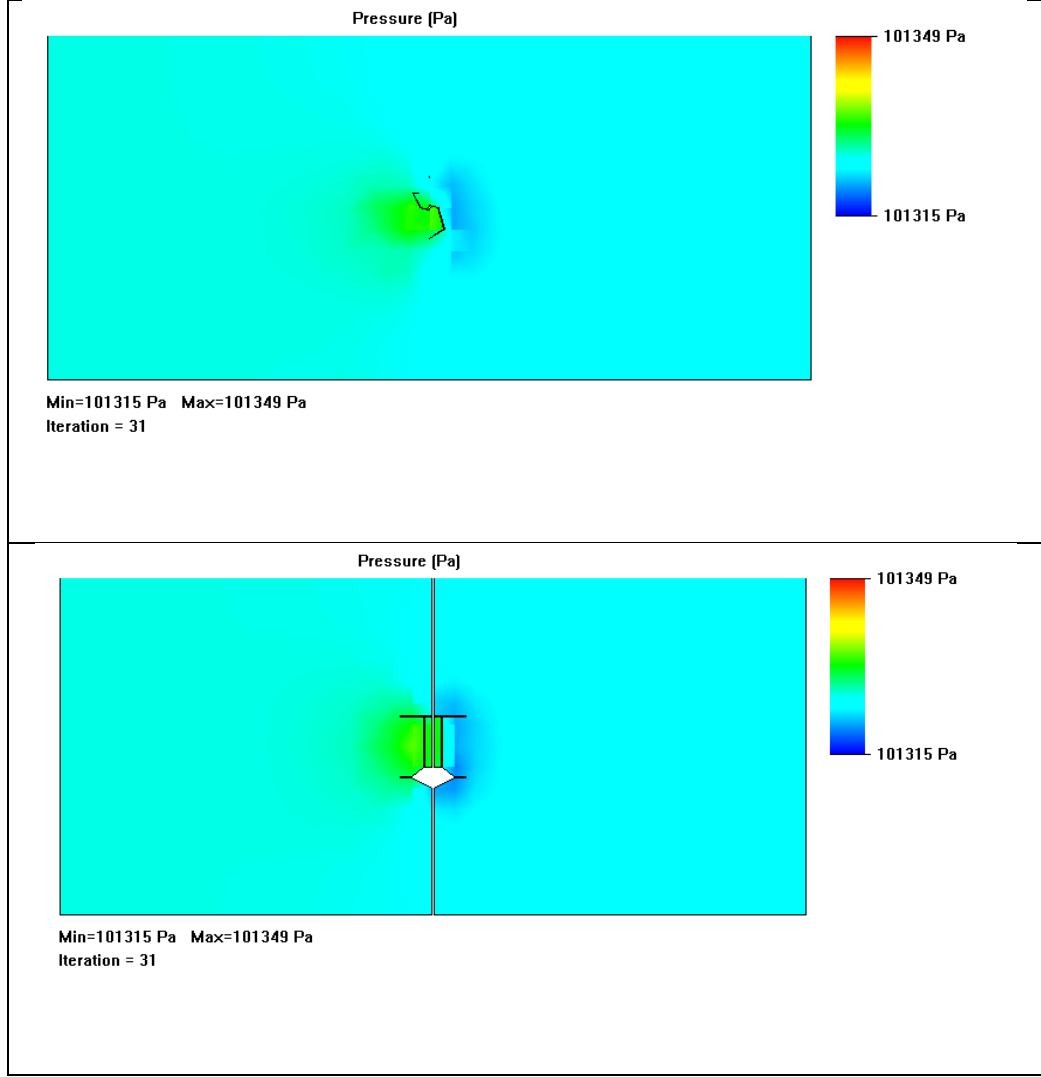 Pressure (Pa)
101349 Pa
101315 Pa
Min=101315 Pa Max=101349 Pa
Iteration = 31
Pressure (Pa)
101349 Pa
101315 Pa
Min=101315 Pa Max=101349 Pa
Iteration = 31